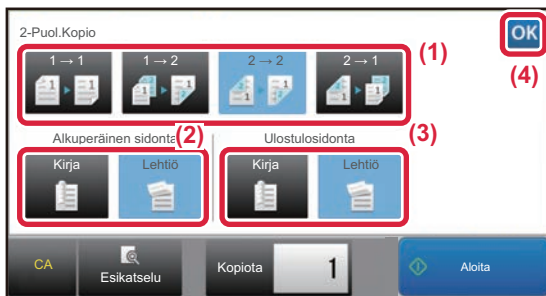 2-Puol.Kopio
OK
(1)
(4)
1 → 1
1 → 2
2 → 2
2 → 1
Alkuperäinen sidonta
(2)
Ulostulosidonta
(3)
Kirja
Lehtiö
Kirja
Lehtiö
CA
Esikatselu
Kopiota
1
Aloita